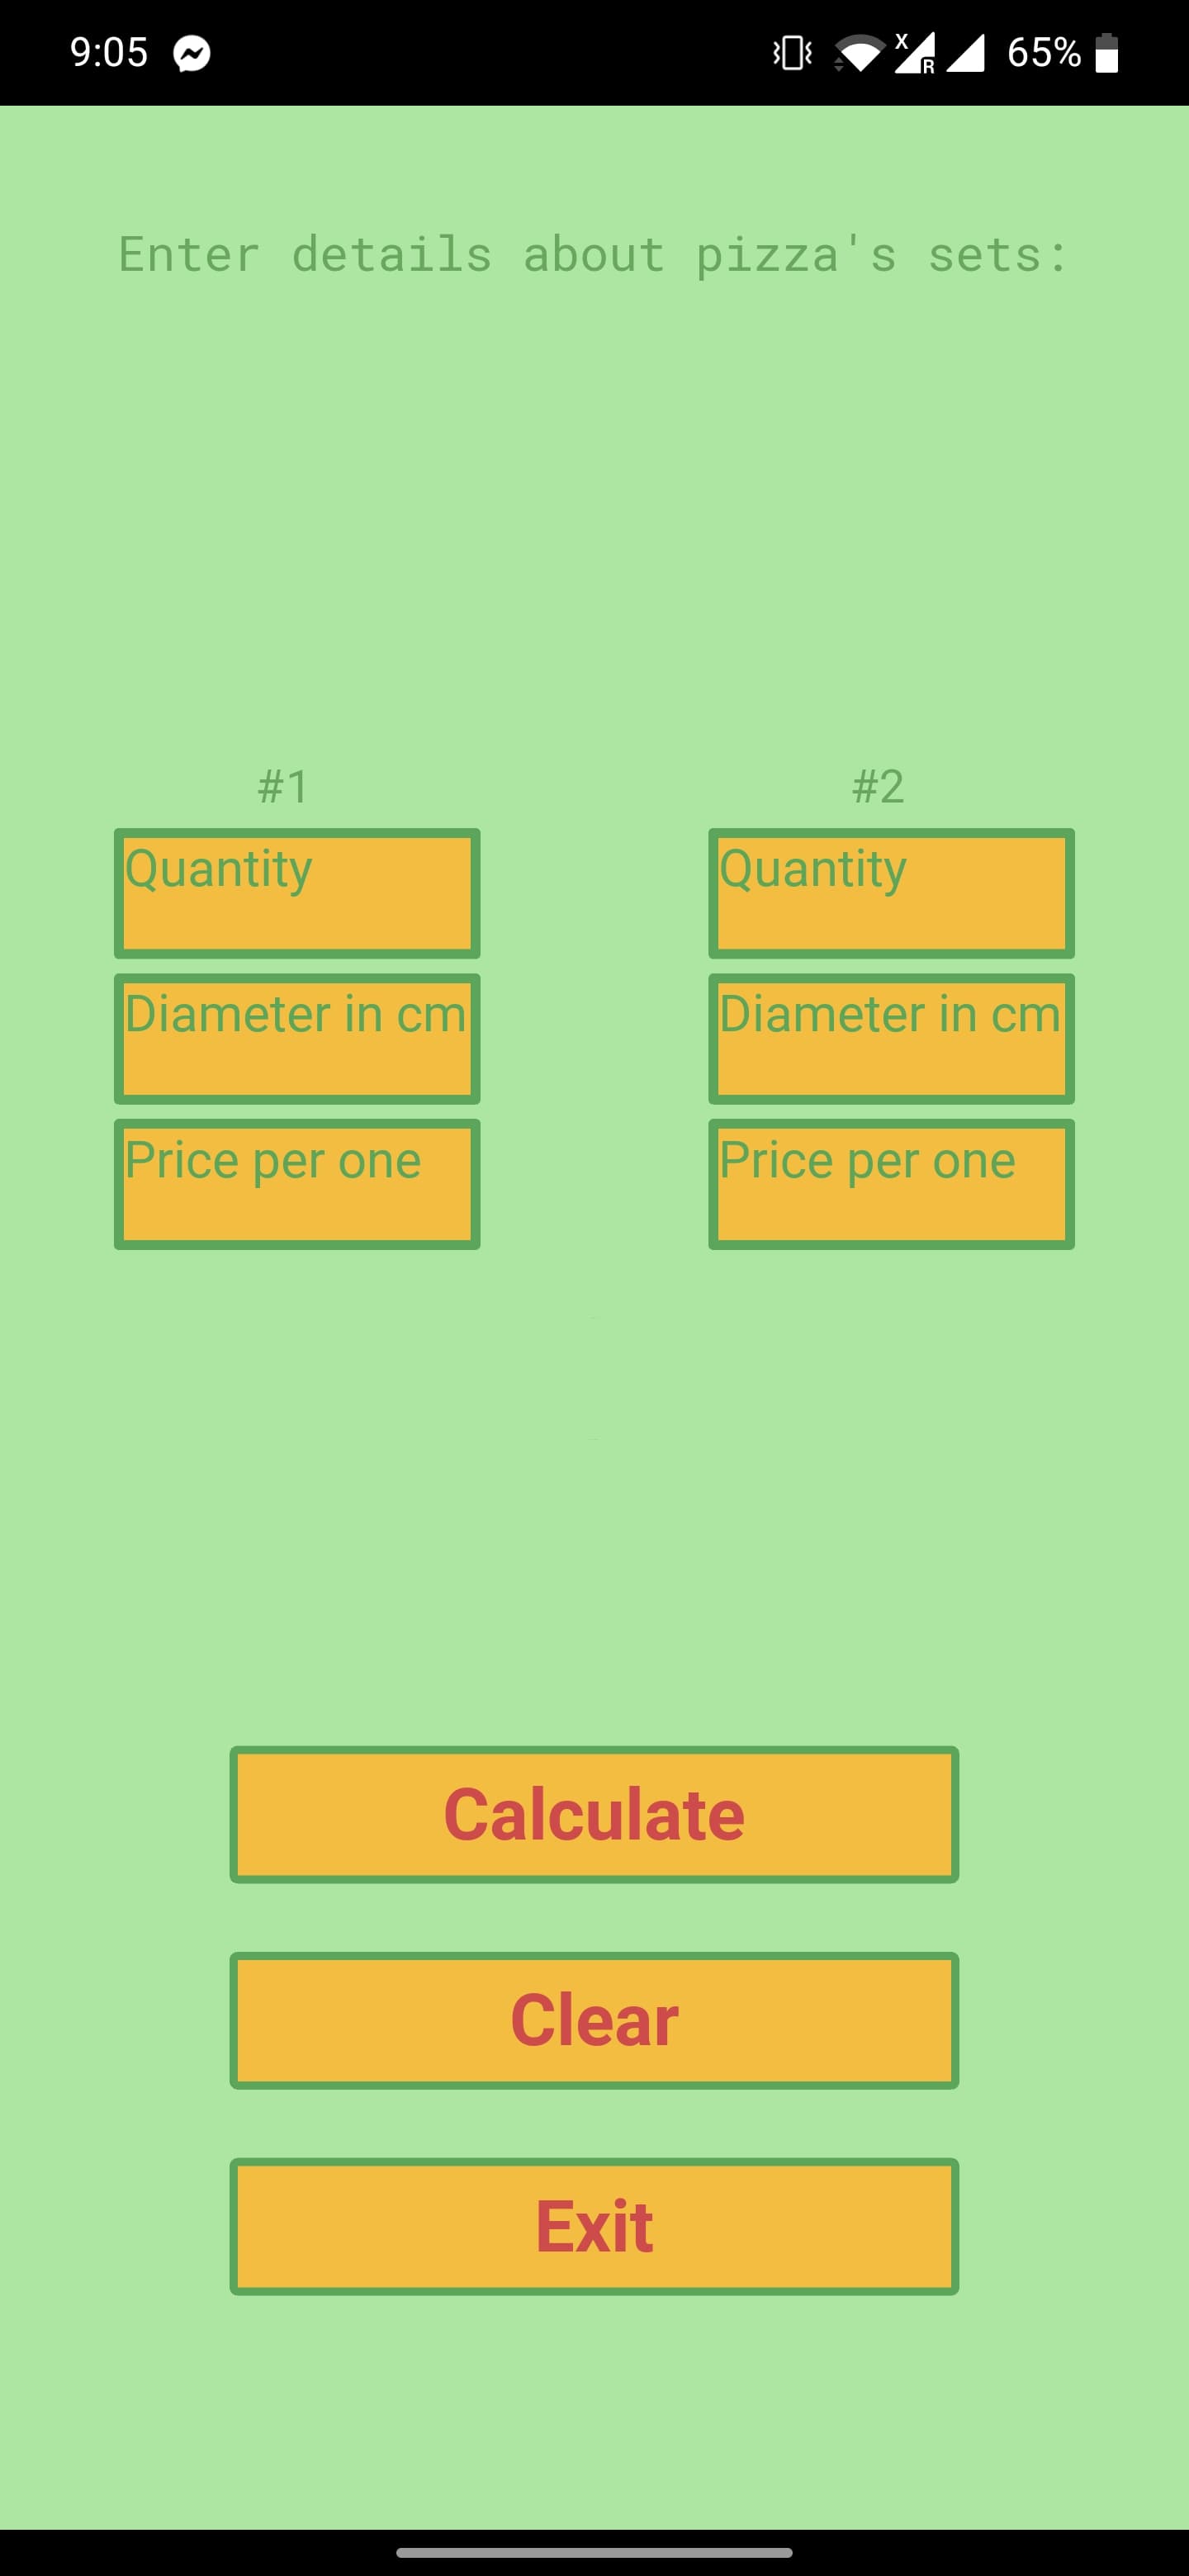 9:05 65%
Enter details about pizza's sets:
#1 #2
Quantity Quantity
Diameter in cm Diameter in cm
Price per one Price per one
Calculate
Clear
Exit